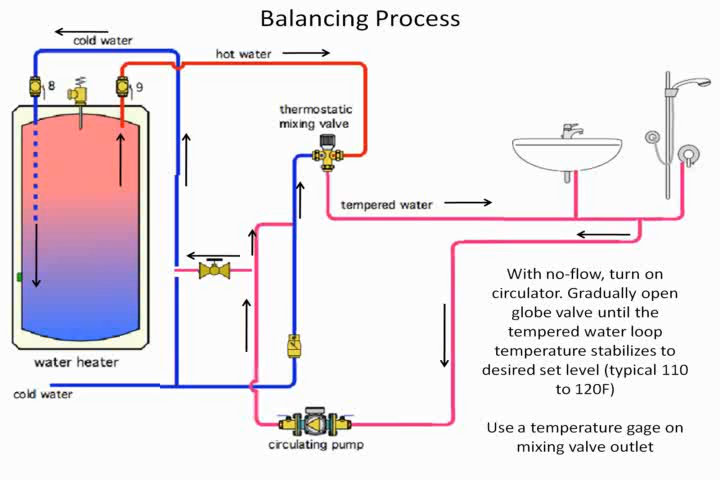 Balancing Process
cold water
hot water
8
9
thermostatic
mixing valve
tempered water
With no-flow, turn on
circulator. Gradually open
globe valve until the
tempered water loop
temperature stabilizes to
desired set level (typical 110
to 120F)
water heater
cold water
Use a temperature gage on
mixing valve outlet
circulating pump